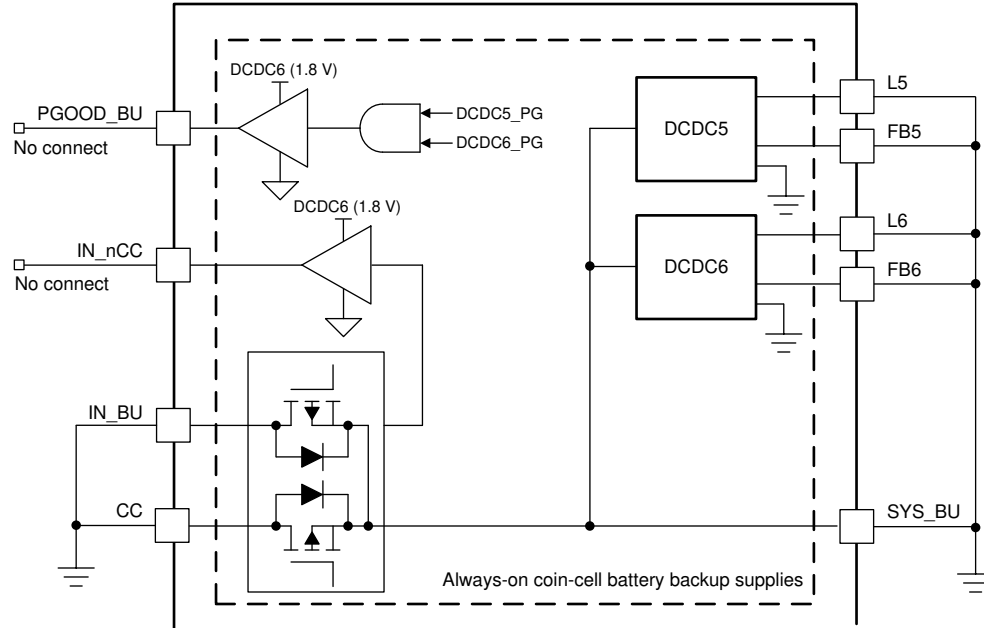 DCDC6 (1.8 V)
PGOOD_BU
No connect
DCDC5_PG
DCDC6_PG
DCDC5
L5
FB5
DCDC6 (1.8 V)
IN_nCC
No connect
DCDC6
L6
FB6
IN_BU
CC
SYS_BU
Always-on coin-cell battery backup supplies